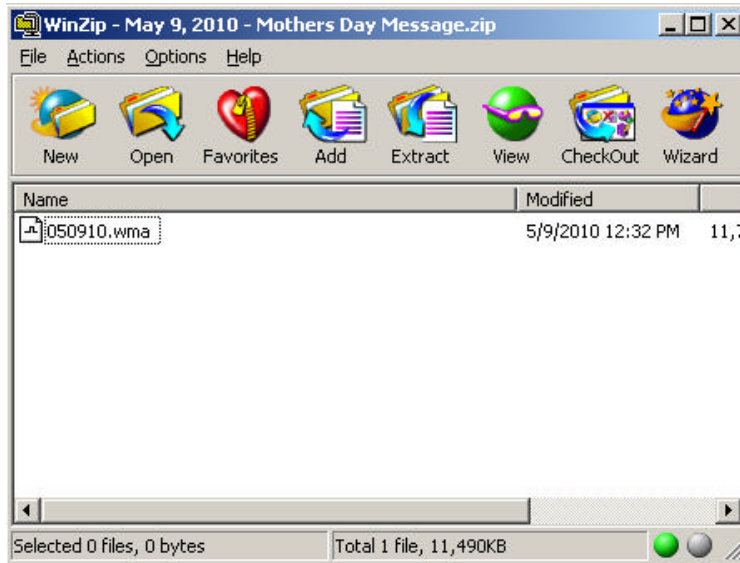 WinZip - May 9, 2010 - Mothers Day Message.zip
File Actions Options Help
New Open Favorites Add Extract View CheckOut Wizard
Name Modified
050910.wma 5/9/2010 12:32 PM 11,7
Selected 0 files, 0 bytes Total 1 file, 11,490KB